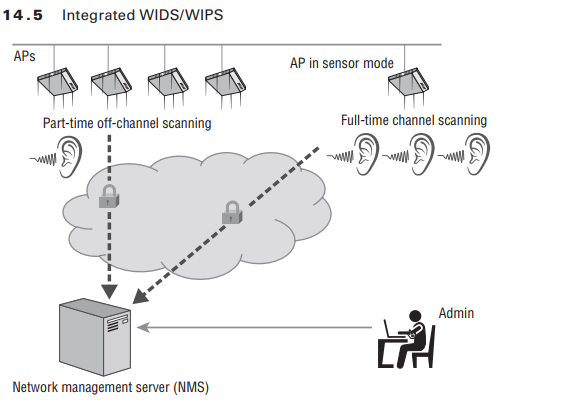 14.5 Integrated WIDS/WIPS
APs
AP in sensor mode
Part-time off-channel scanning
Full-time channel scanning
Admin
Network management server (NMS)